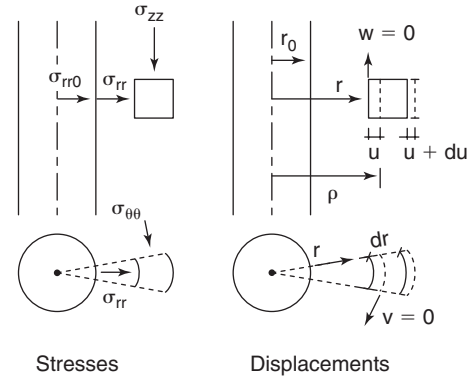 σzz
σrr0
σrr
σθθ
σrr
Stresses
r0
w = 0
r
u
u + du
ρ
r
dr
v = 0
Displacements